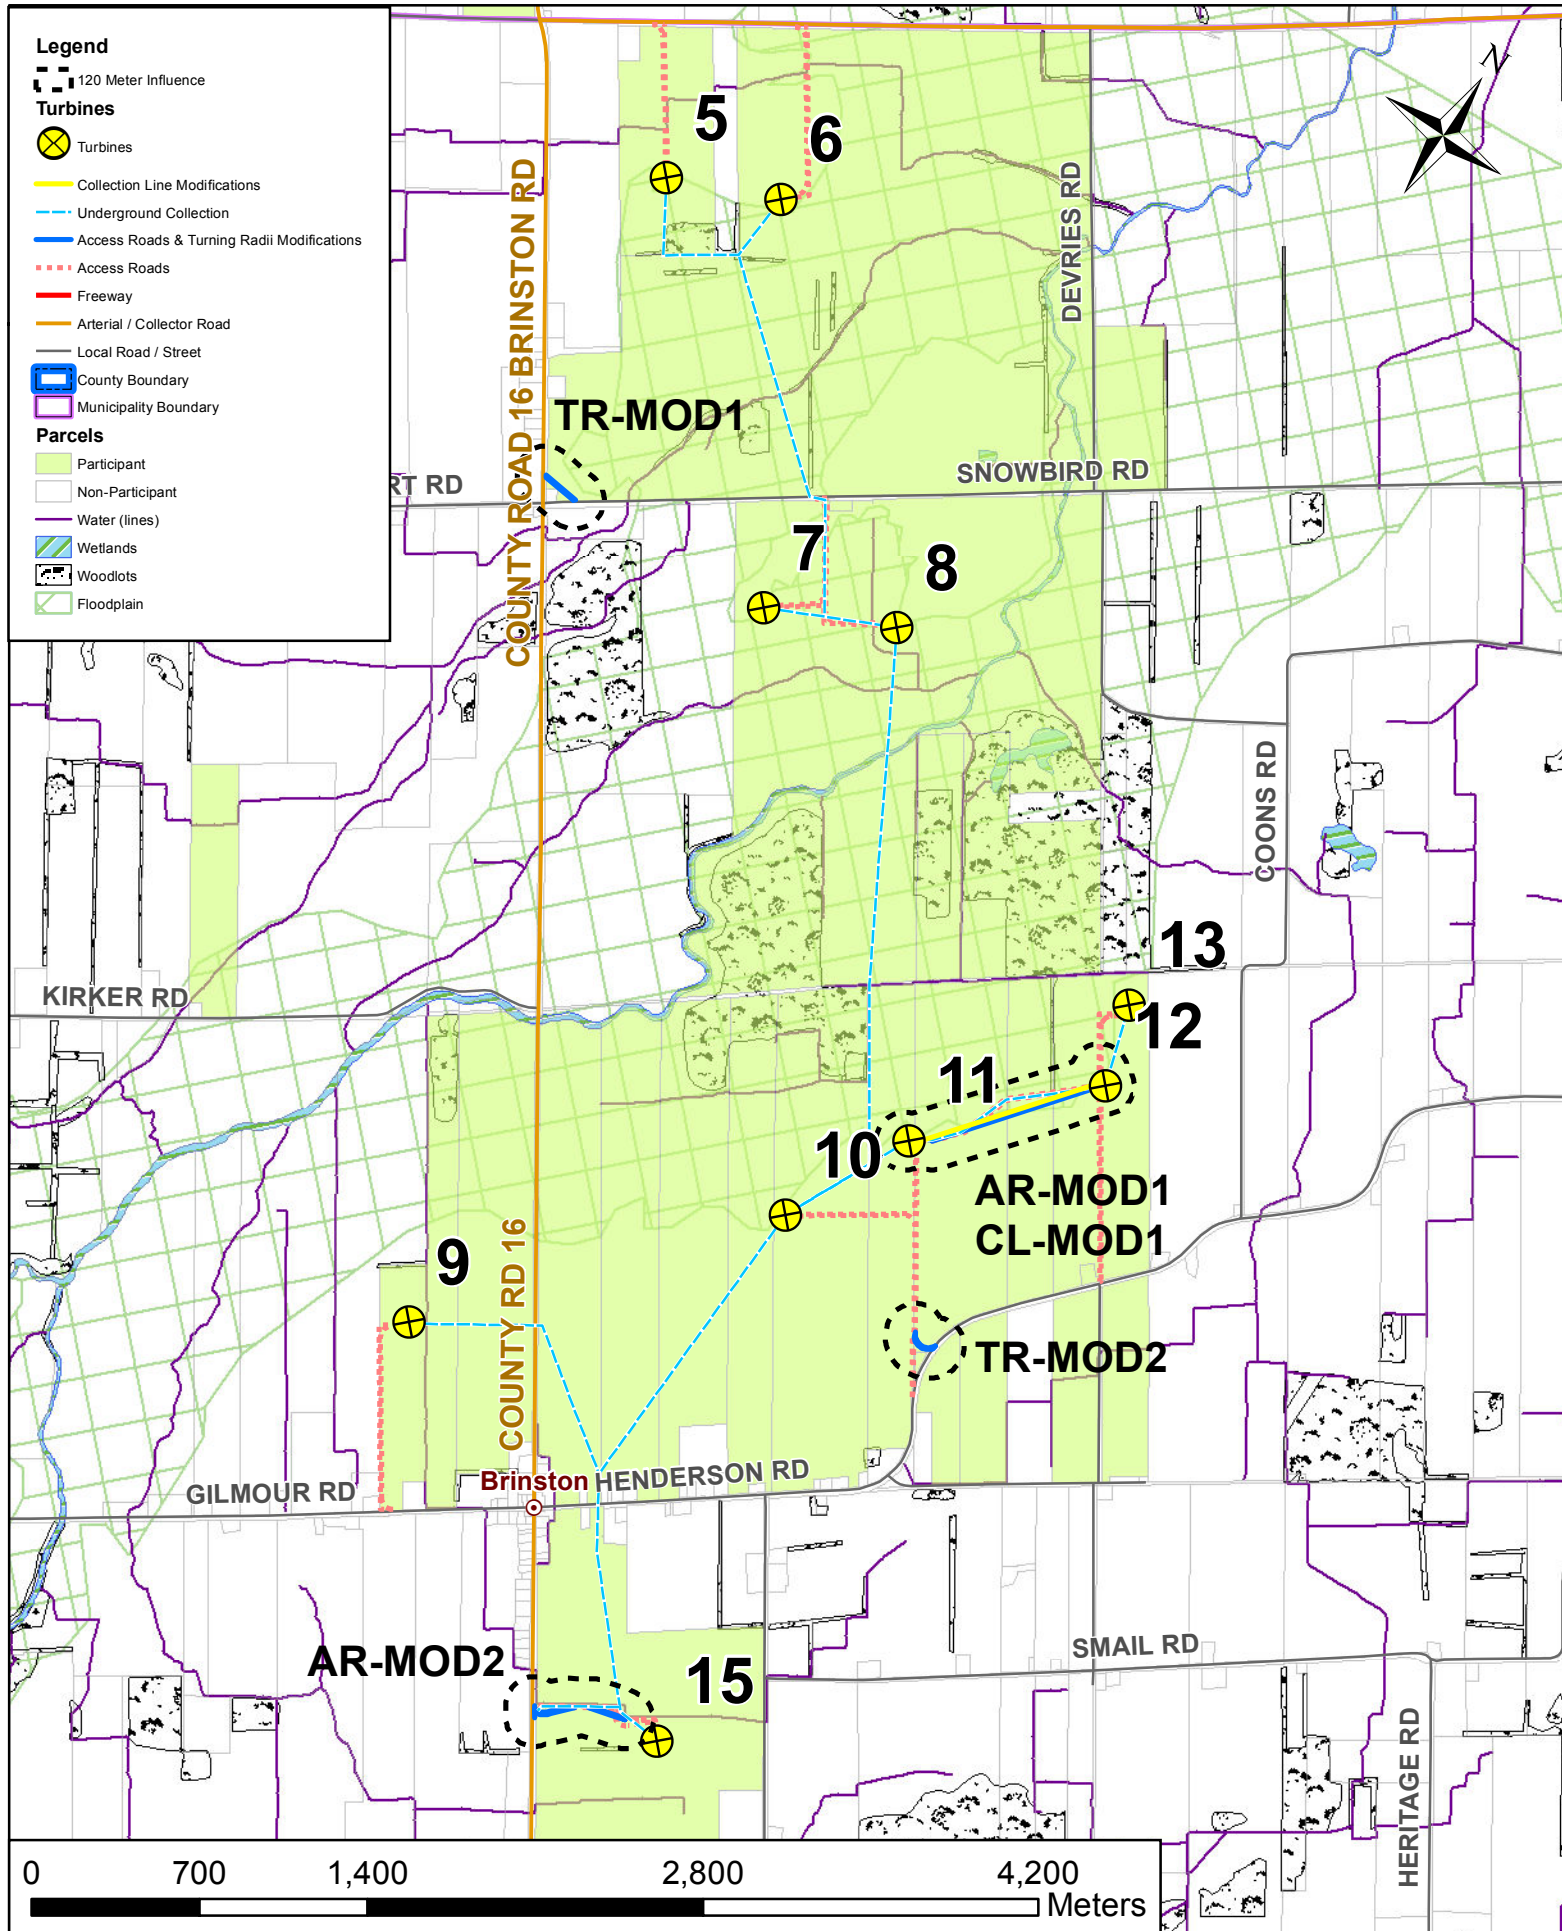 Legend
120 Meter Influence
Turbines
Turbines
Collection Line Modifications
Underground Collection
Access Roads & Turning Radii Modifications
Access Roads
Freeway
Arterial / Collector Road
Local Road / Street
County Boundary
Municipality Boundary
Parcels
Participant
Non-Participant
Water (lines)
Wetlands
Woodlots
Floodplain
N
5
6
COUNTY ROAD 16 BRINSTON RD
DEVRIES RD
TR-MOD1
RT RD
SNOWBIRD RD
7
8
COONS RD
13
KIRKER RD
12
11
10
AR-MOD1
CL-MOD1
9
COUNTY RD 16
TR-MOD2
Brinston
HENDERSON RD
GILMOUR RD
SMAIL RD
AR-MOD2
15
HERITAGE RD
0 700 1,400 2,800 4,200
Meters